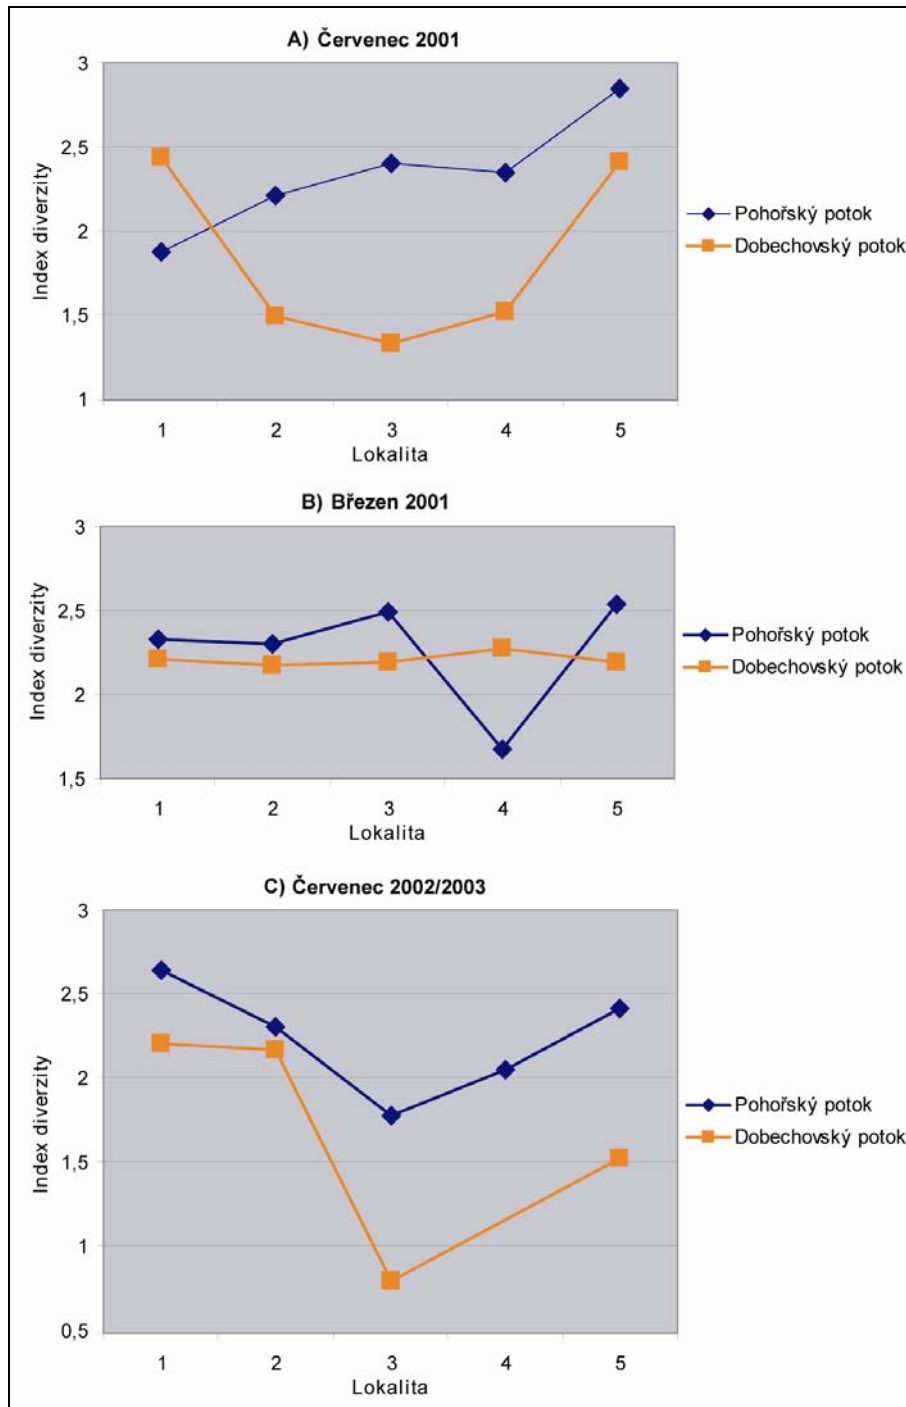 A) Červenec 2001
3
2,5
2
1,5
1
Index diverzity
1 2 3 4 5
Lokalita
Pohořský potok
Dobechovský potok
B) Březen 2001
3
2,5
2
1,5
Index diverzity
1 2 3 4 5
Lokalita
Pohořský potok
Dobechovský potok
C) Červenec 2002/2003
3
2,5
2
1,5
1
0,5
Index diverzity
1 2 3 4 5
Lokalita
Pohořský potok
Dobechovský potok